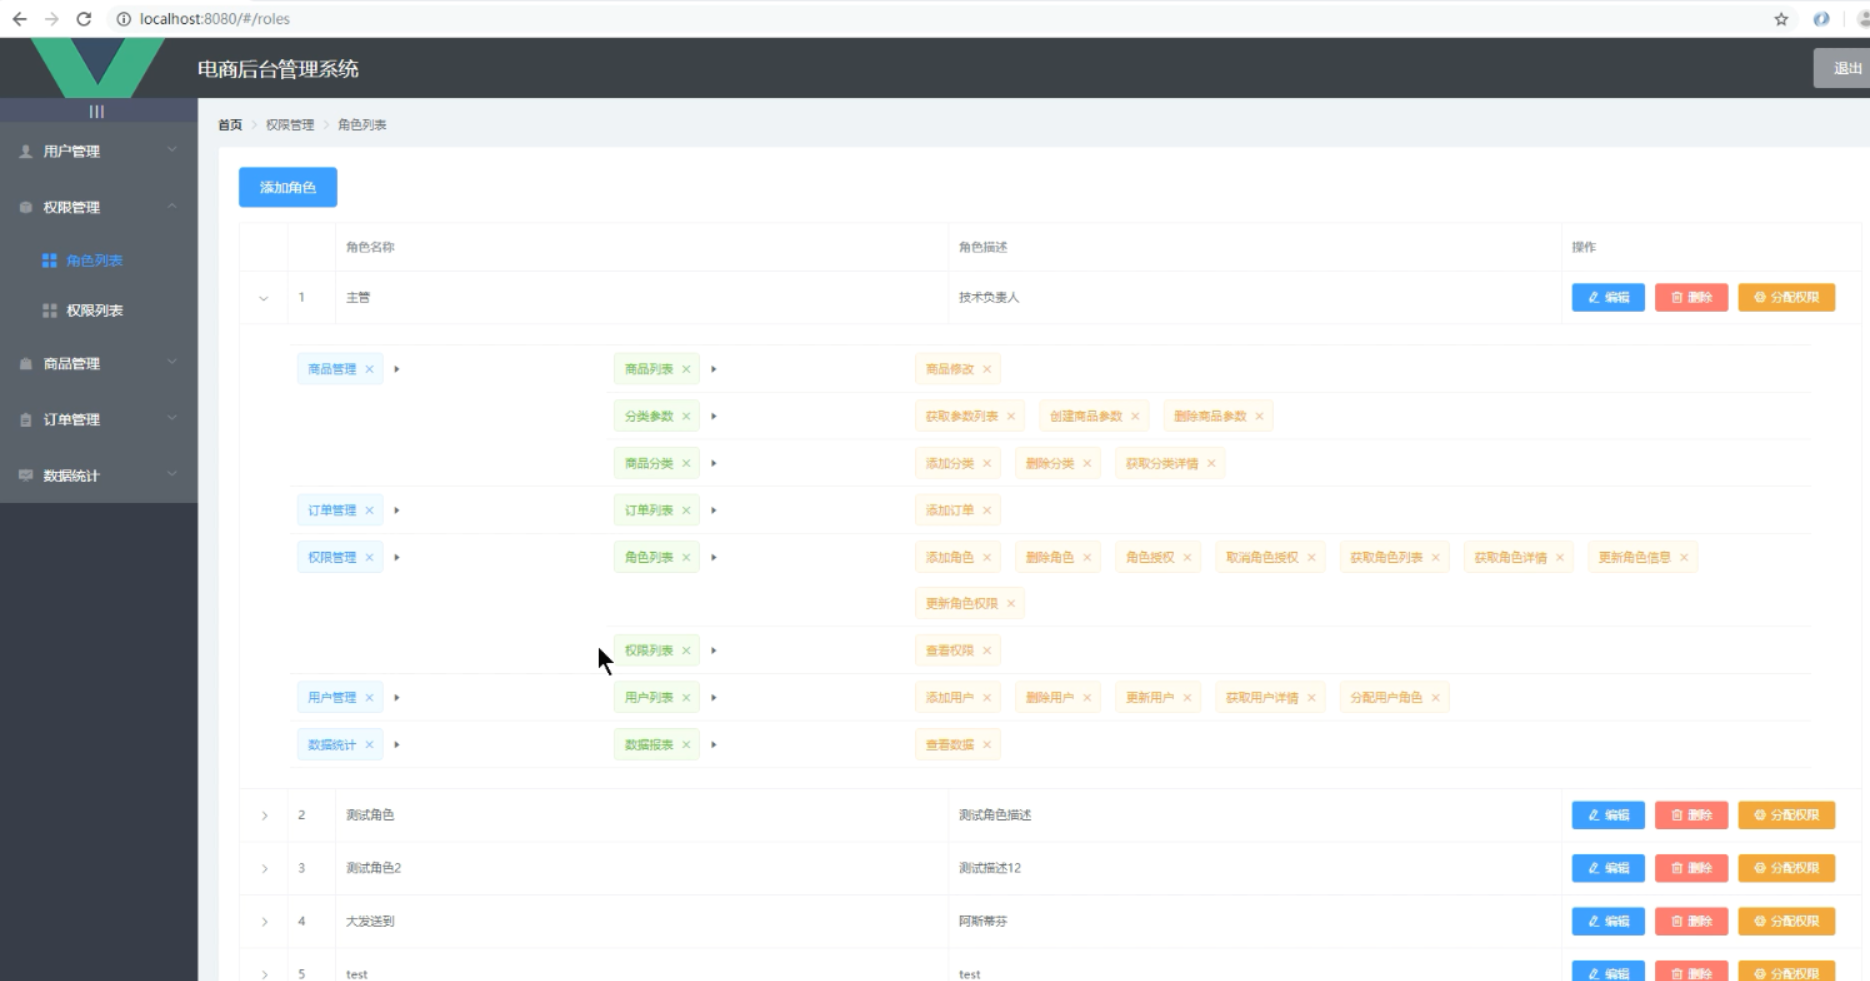 localhost:8080/#/roles
电商后台管理系统
退出
首页 > 权限管理 > 角色列表
用户管理
权限管理
角色列表
权限列表
商品管理
订单管理
数据统计
添加角色
角色名称 角色描述 操作
1 主管 技术负责人 编辑 删除 分配权限
商品管理 商品列表 商品修改
分类参数 获取参数列表 创建商品参数 删除商品参数
商品分类 添加分类 删除分类 获取分类详情
订单管理 订单列表 添加订单
权限管理 角色列表 添加角色 删除角色 角色授权 取消角色授权 获取角色列表 获取角色详情 更新角色信息
更新角色权限
权限列表 查看权限
用户管理 用户列表 添加用户 删除用户 更新用户 获取用户详情 分配用户角色
数据统计 数据报表 查看数据
2 测试角色 测试角色描述 编辑 删除 分配权限
3 测试角色2 测试描述12 编辑 删除 分配权限
4 大发送到 阿斯蒂芬 编辑 删除 分配权限
5 test test 编辑 删除 分配权限